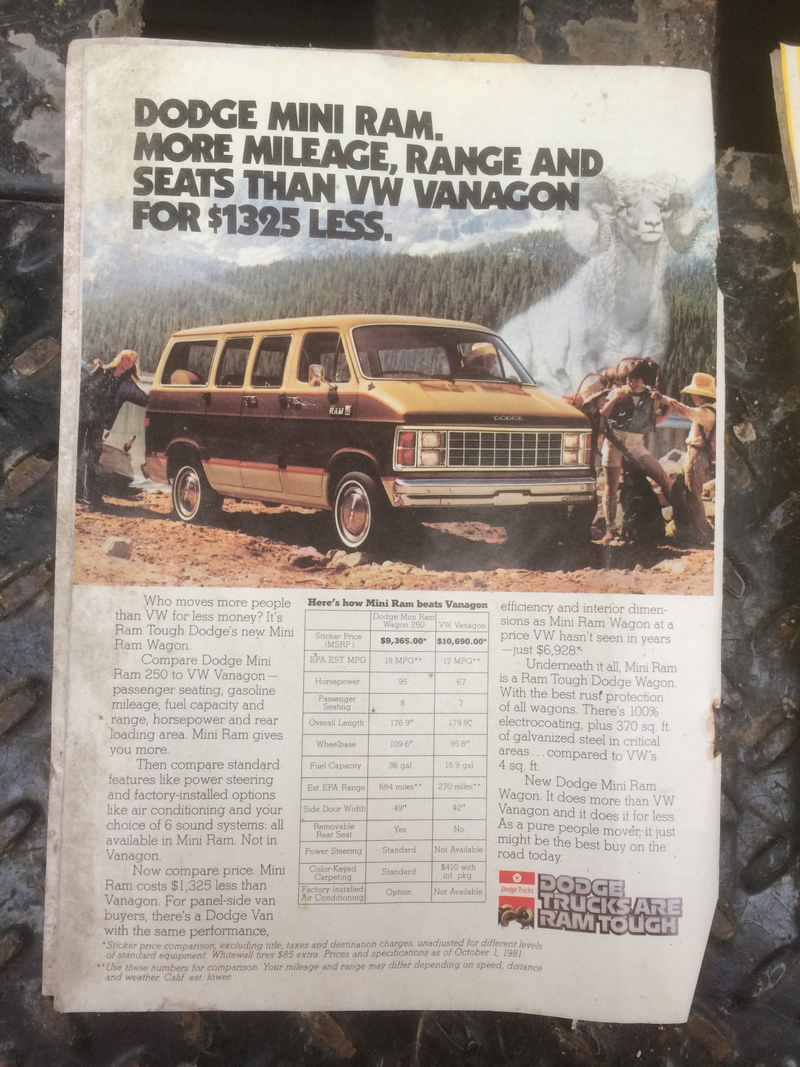 DODGE MINI RAM.
MORE MILEAGE, RANGE AND
SEATS THAN VW VANAGON
FOR $1325 LESS.
RAM
DODGE
Who moves more people
than VW for less money? It's
Ram Tough Dodge's new Mini
Ram Wagon.
Compare Dodge Mini
Ram 250 to VW Vanagon—
passenger seating, gasoline
mileage, fuel capacity and
range, horsepower and rear
loading area. Mini Ram gives
you more.
Then compare standard
features like power steering
and factory-installed options
like air conditioning and your
choice of 6 sound systems: all
available in Mini Ram. Not in
Vanagon.
Now compare price. Mini
Ram costs $1,325 less than
Vanagon. For panel-side van
buyers, there's a Dodge Van
with the same performance,
Here's how Mini Ram beats Vanagon
Dodge Mini Ram Wagon 250 VW Vanagon
Sticker Price (MSRP) $9,365.00* $10,690.00*
EPA EST MPG 19 MPG** 17 MPG**
Horsepower 95 67
Passenger Seating 8 7
Overall Length 178.9" 179.9"
Wheelbase 109.6" 95.8"
Fuel Capacity 36 gal. 15.9 gal.
Est EPA Range 684 miles** 270 miles**
Side Door Width 49" 42"
Removable Rear Seat Yes No
Power Steering Standard Not Available
Color-Keyed Carpeting Standard $410 with int. pkg.
Factory-Installed Air Conditioning Option Not Available
efficiency and interior dimen-
sions as Mini Ram Wagon at a
price VW hasn't seen in years
—just $6,928*.
Underneath it all, Mini Ram
is a Ram Tough Dodge Wagon.
With the best rust protection
of all wagons. There's 100%
electrocoating, plus 370 sq. ft.
of galvanized steel in critical
areas...compared to VW's
4 sq. ft.
New Dodge Mini Ram
Wagon. It does more than VW
Vanagon and it does it for less.
As a pure people mover, it just
might be the best buy on the
road today.
Dodge Trucks
DODGE
TRUCKS ARE
RAM TOUGH
*Sticker price comparison, excluding title, taxes and destination charges, unadjusted for different levels
of standard equipment. Whitewall tires $85 extra. Prices and specifications as of October 1, 1981.
**Use these numbers for comparison. Your mileage and range may differ depending on speed, distance
and weather. Calif. est. lower.